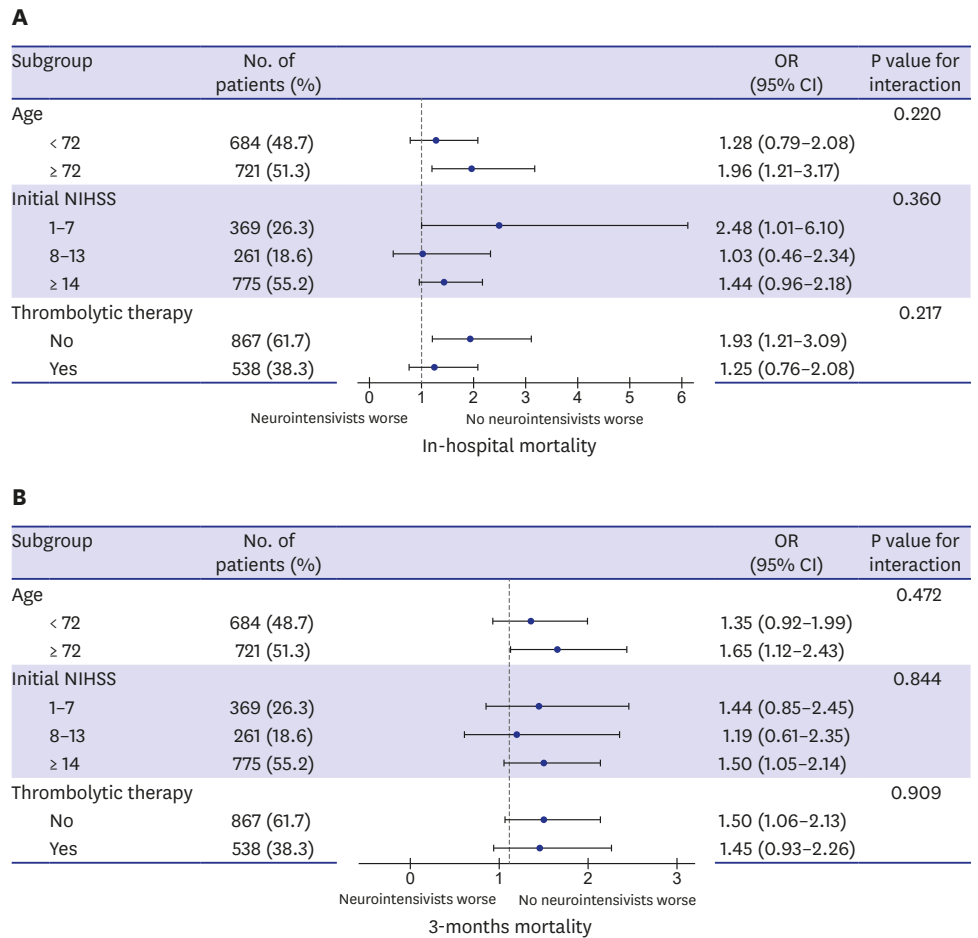 A
Subgroup No. of patients (%) OR (95% CI) P value for interaction
Age 0.220
< 72 684 (48.7) 1.28 (0.79–2.08)
≥ 72 721 (51.3) 1.96 (1.21–3.17)
Initial NIHSS 0.360
1–7 369 (26.3) 2.48 (1.01–6.10)
8–13 261 (18.6) 1.03 (0.46–2.34)
≥ 14 775 (55.2) 1.44 (0.96–2.18)
Thrombolytic therapy 0.217
No 867 (61.7) 1.93 (1.21–3.09)
Yes 538 (38.3) 1.25 (0.76–2.08)
0 1 2 3 4 5 6
Neurointensivists worse No neurointensivists worse
In-hospital mortality
B
Subgroup No. of patients (%) OR (95% CI) P value for interaction
Age 0.472
< 72 684 (48.7) 1.35 (0.92–1.99)
≥ 72 721 (51.3) 1.65 (1.12–2.43)
Initial NIHSS 0.844
1–7 369 (26.3) 1.44 (0.85–2.45)
8–13 261 (18.6) 1.19 (0.61–2.35)
≥ 14 775 (55.2) 1.50 (1.05–2.14)
Thrombolytic therapy 0.909
No 867 (61.7) 1.50 (1.06–2.13)
Yes 538 (38.3) 1.45 (0.93–2.26)
0 1 2 3
Neurointensivists worse No neurointensivists worse
3-months mortality